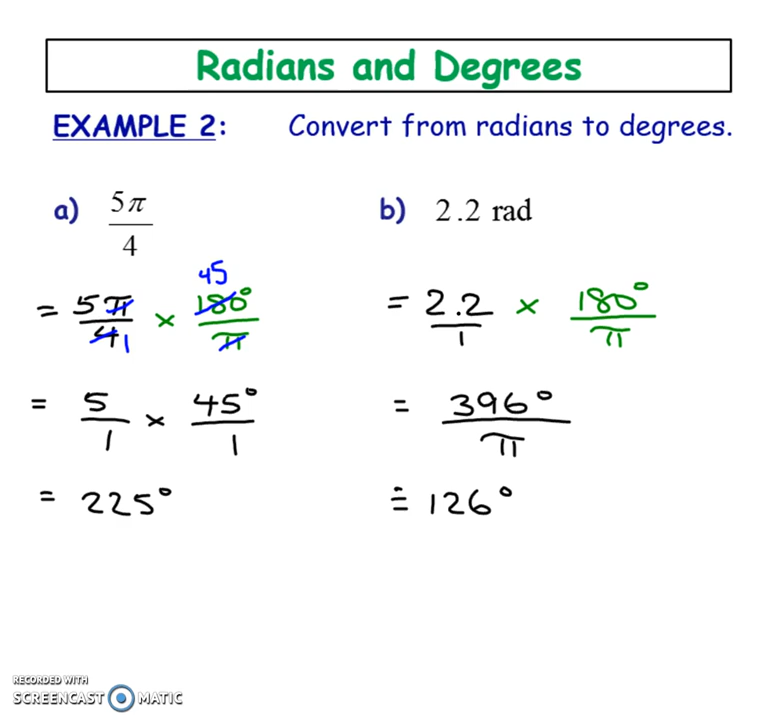 Radians and Degrees
EXAMPLE 2: Convert from radians to degrees.
a) 5π/4
= 5π/4 1 × 45 180°/π
= 5/1 × 45°/1
= 225°
b) 2.2 rad
= 2.2/1 × 180°/π
= 396°/π
≐ 126°
RECORDED WITH
SCREENCAST MATIC